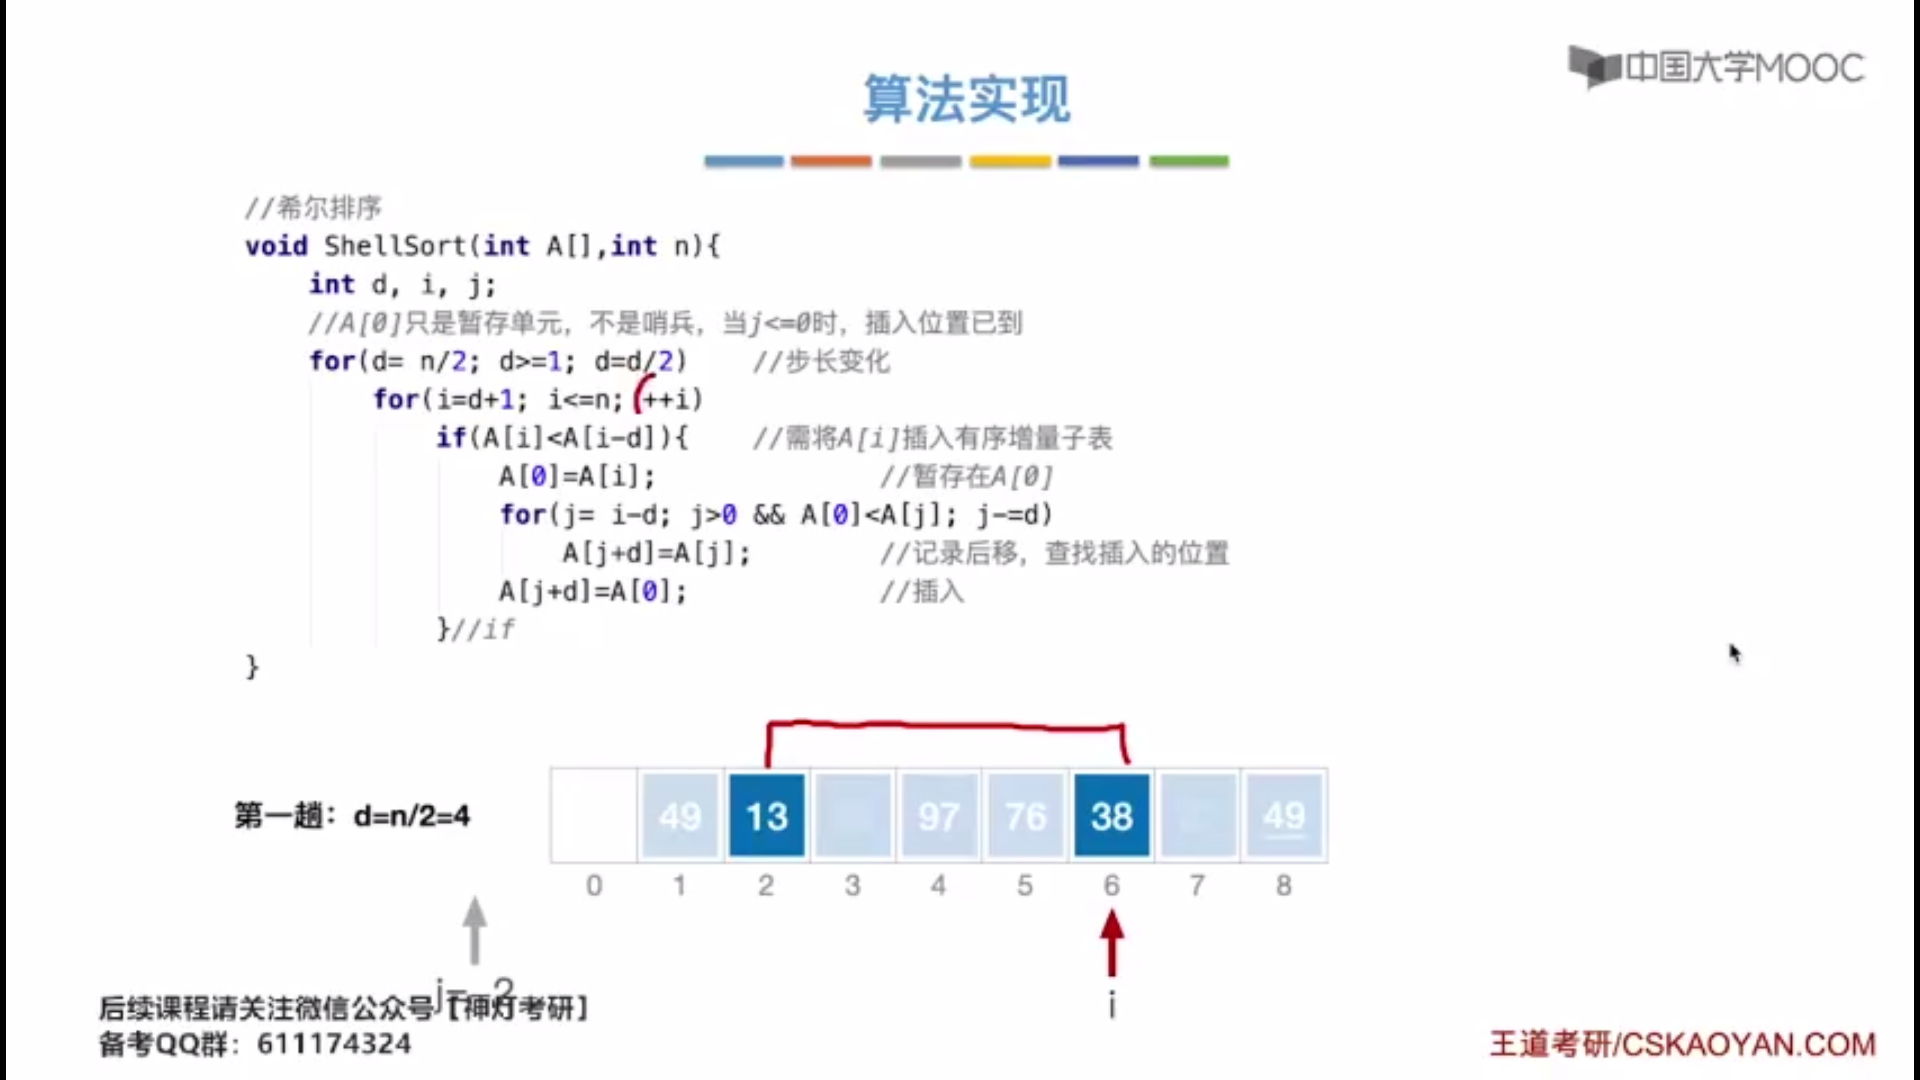 中国大学MOOC
算法实现
//希尔排序
void ShellSort(int A[],int n){
int d, i, j;
//A[0]只是暂存单元，不是哨兵，当j<=0时，插入位置已到
for(d= n/2; d>=1; d=d/2) //步长变化
for(i=d+1; i<=n; ++i)
if(A[i]<A[i-d]){ //需将A[i]插入有序增量子表
A[0]=A[i]; //暂存在A[0]
for(j= i-d; j>0 && A[0]<A[j]; j-=d)
A[j+d]=A[j]; //记录后移，查找插入的位置
A[j+d]=A[0]; //插入
}//if
}
第一趟：d=n/2=4
49 13 97 76 38 49
0 1 2 3 4 5 6 7 8
j=-2
i
后续课程请关注微信公众号【神灯考研】
备考QQ群：611174324
王道考研/CSKAOYAN.COM